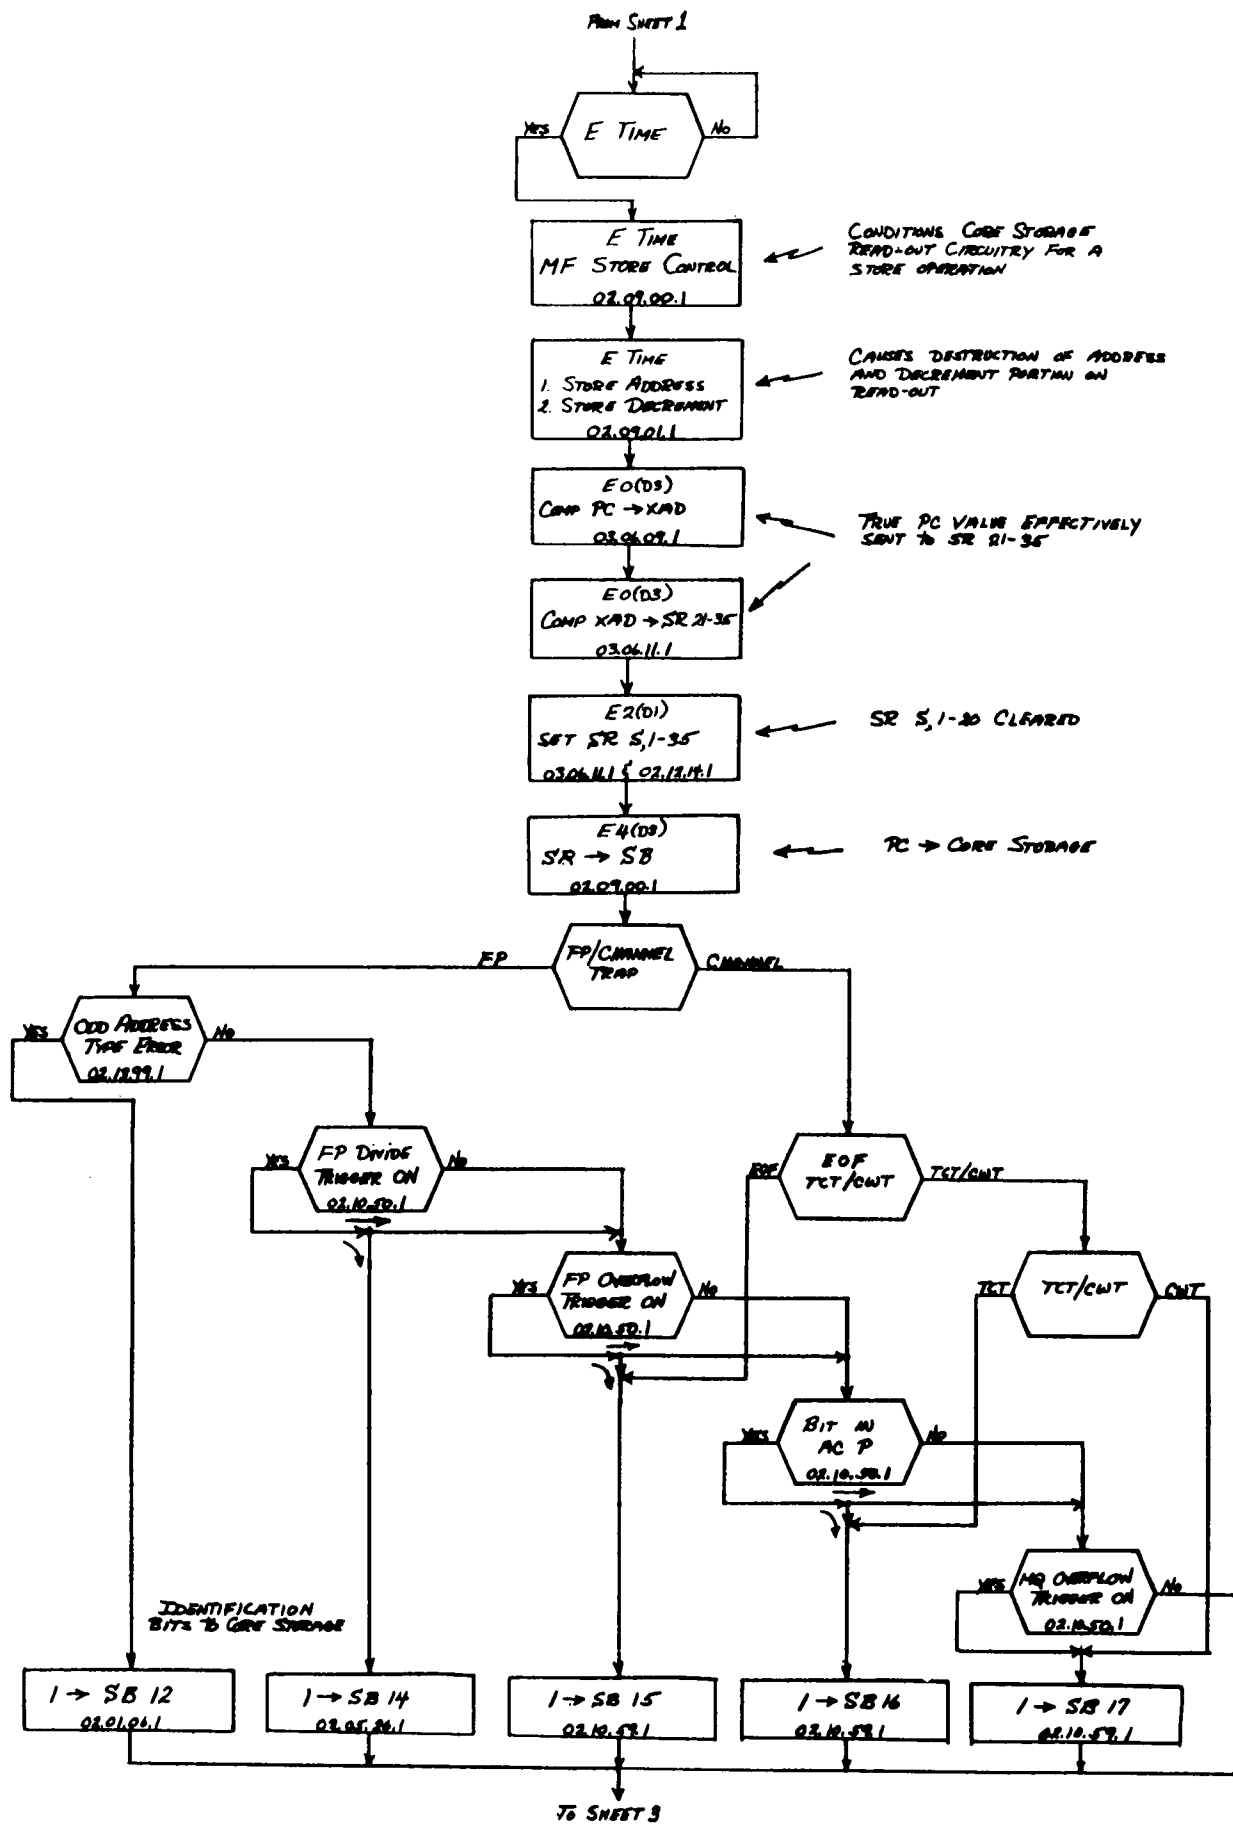 FROM SHEET 1
E TIME
YES
NO
E TIME
MF STORE CONTROL
02.09.00.1
CONDITIONS CORE STORAGE
READ-OUT CIRCUITRY FOR A
STORE OPERATION
E TIME
1. STORE ADDRESS
2. STORE DECREMENT
02.09.01.1
CAUSES DESTRUCTION OF ADDRESS
AND DECREMENT PORTION ON
READ-OUT
E0(D3)
COMP PC → XAD
03.06.09.1
TRUE PC VALUE EFFECTIVELY
SENT TO SR 21-35
E0(D3)
COMP XAD → SR 21-35
03.06.11.1
E2(D1)
SET SR S,1-35
03.06.11.1 & 02.12.14.1
SR S,1-20 CLEARED
E4(D3)
SR → SB
02.09.00.1
PC → CORE STORAGE
FP/CHANNEL
TRAP
FP
CHANNEL
ODD ADDRESS
TYPE ERROR
02.12.99.1
YES
NO
FP DIVIDE
TRIGGER ON
02.10.50.1
YES
NO
EOF
TCT/CWT
EOF
TCT/CWT
FP OVERFLOW
TRIGGER ON
02.10.50.1
YES
NO
TCT/CWT
TCT
CWT
BIT IN
AC P
02.10.50.1
YES
NO
MQ OVERFLOW
TRIGGER ON
02.10.50.1
YES
NO
IDENTIFICATION
BITS TO CORE STORAGE
1 → SB 12
02.01.06.1
1 → SB 14
02.05.26.1
1 → SB 15
02.10.59.1
1 → SB 16
02.10.59.1
1 → SB 17
02.10.59.1
TO SHEET 3